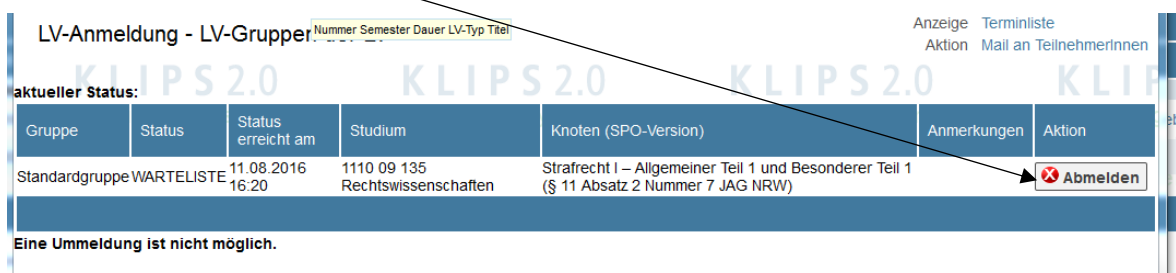 LV-Anmeldung - LV-Gruppen
Nummer Semester Dauer LV-Typ Titel
Anzeige Terminliste
Aktion Mail an TeilnehmerInnen
KLIPS 2.0 KLIPS 2.0 KLIPS 2.0 KLIP
aktueller Status:
Gruppe Status Status erreicht am Studium Knoten (SPO-Version) Anmerkungen Aktion
Standardgruppe WARTELISTE 11.08.2016 1110 09 135 Strafrecht I – Allgemeiner Teil 1 und Besonderer Teil 1 Abmelden
16:20 Rechtswissenschaften (§ 11 Absatz 2 Nummer 7 JAG NRW)
Eine Ummeldung ist nicht möglich.